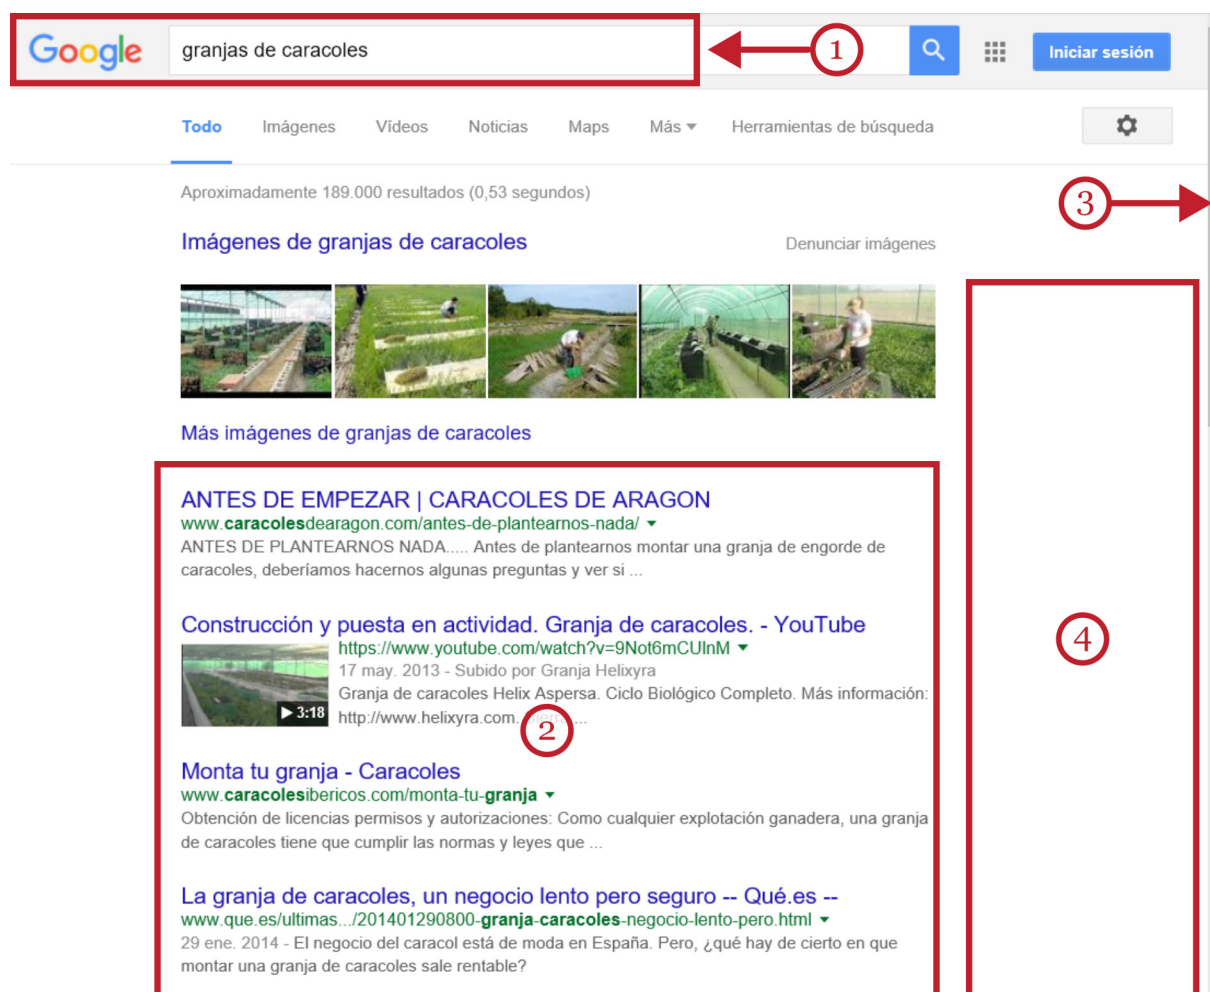 Google
granjas de caracoles
1
Iniciar sesión
Todo Imágenes Vídeos Noticias Maps Más Herramientas de búsqueda
Aproximadamente 189.000 resultados (0,53 segundos)
3
Imágenes de granjas de caracoles
Denunciar imágenes
Más imágenes de granjas de caracoles
ANTES DE EMPEZAR | CARACOLES DE ARAGON
www.caracolesdearagon.com/antes-de-plantearnos-nada/
ANTES DE PLANTEARNOS NADA..... Antes de plantearnos montar una granja de engorde de
caracoles, deberíamos hacernos algunas preguntas y ver si ...
Construcción y puesta en actividad. Granja de caracoles. - YouTube
https://www.youtube.com/watch?v=9Not6mCUInM
17 may. 2013 - Subido por Granja Helixyra
Granja de caracoles Helix Aspersa. Ciclo Biológico Completo. Más información:
3:18
http://www.helixyra.com. ...
2
4
Monta tu granja - Caracoles
www.caracolesibericos.com/monta-tu-granja
Obtención de licencias permisos y autorizaciones: Como cualquier explotación ganadera, una granja
de caracoles tiene que cumplir las normas y leyes que ...
La granja de caracoles, un negocio lento pero seguro -- Qué.es --
www.que.es/ultimas.../201401290800-granja-caracoles-negocio-lento-pero.html
29 ene. 2014 - El negocio del caracol está de moda en España. Pero, ¿qué hay de cierto en que
montar una granja de caracoles sale rentable?